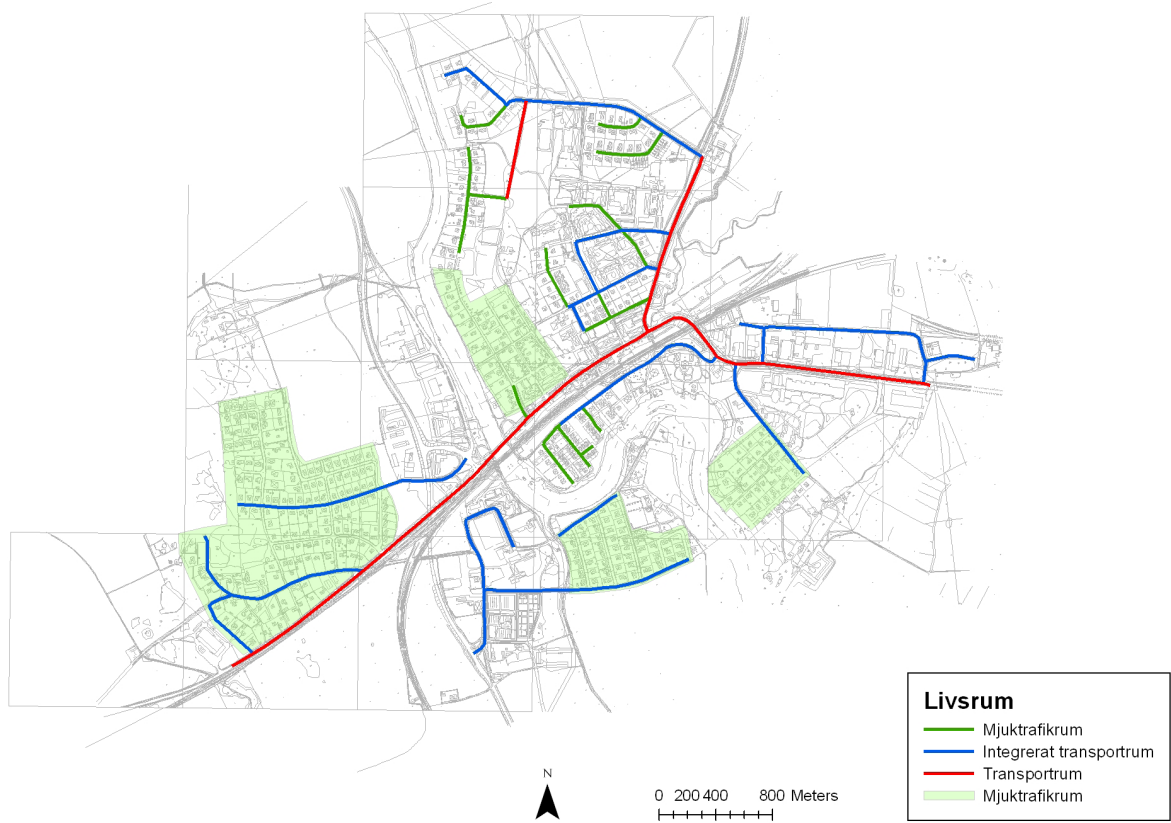 Livsrum
Mjuktrafikrum
Integrerat transportrum
Transportrum
Mjuktrafikrum
N
0 200 400 800 Meters